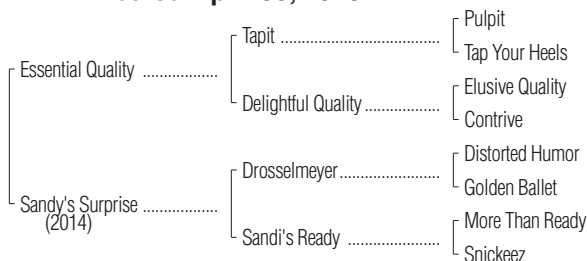 Pulpit
Tapit
Tap Your Heels
Essential Quality
Elusive Quality
Delightful Quality
Contrive
Distorted Humor
Drosselmeyer
Golden Ballet
Sandy's Surprise
(2014)
More Than Ready
Sandi's Ready
Snickeez